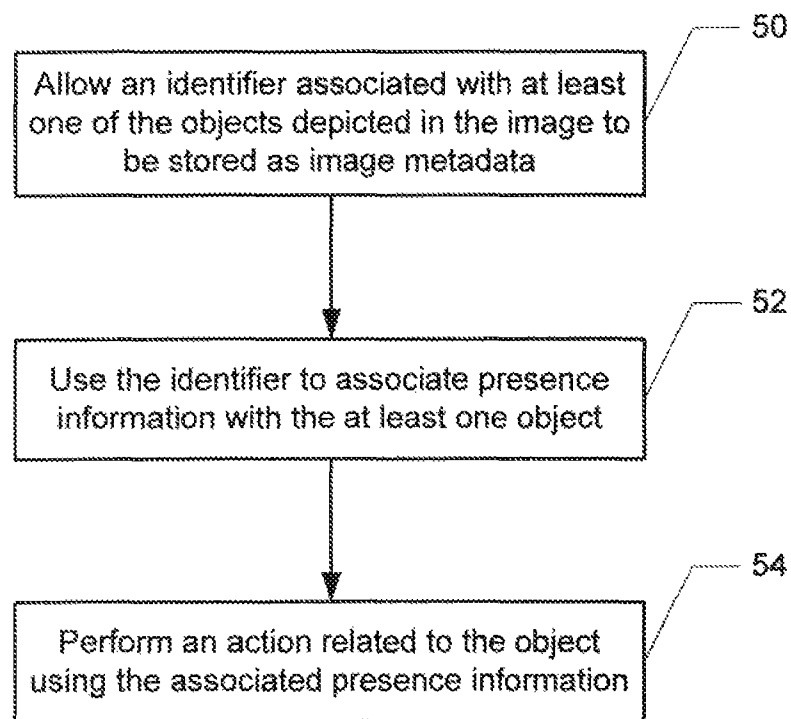 50
Allow an identifier associated with at least
one of the objects depicted in the image to
be stored as image metadata
52
Use the identifier to associate presence
information with the at least one object
54
Perform an action related to the object
using the associated presence information